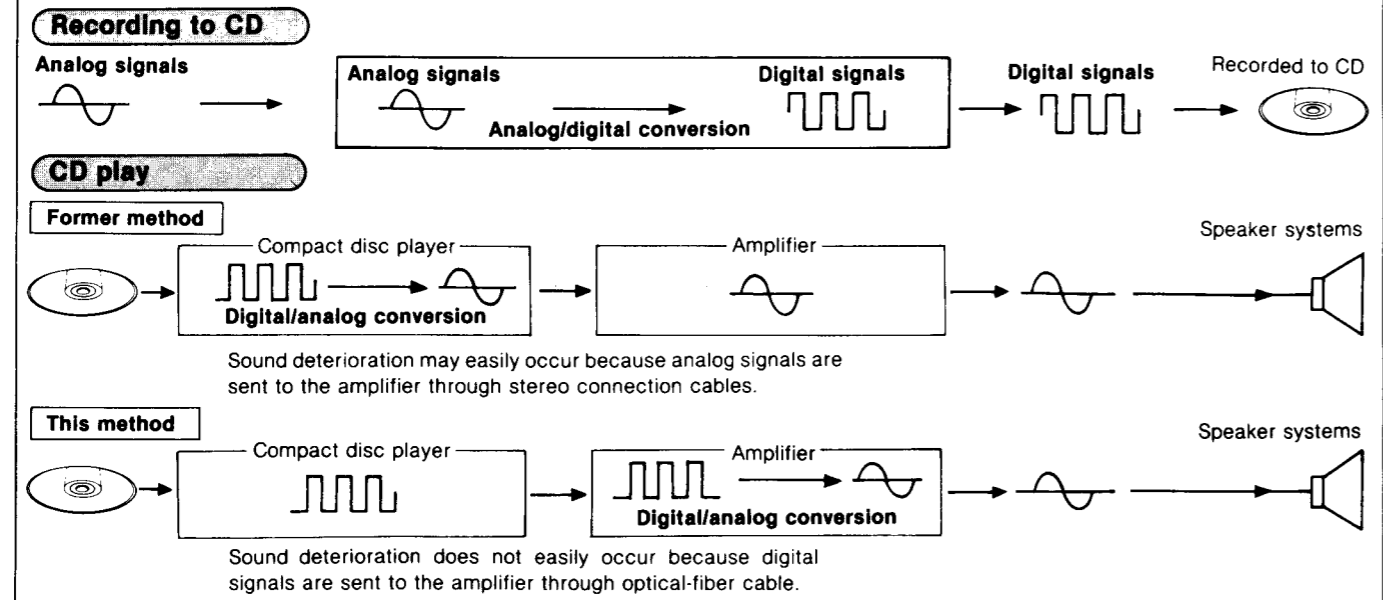 Recording to CD
Analog signals
Analog signals
Digital signals
Digital signals
Recorded to CD
Analog/digital conversion
CD play
Former method
Compact disc player
Amplifier
Speaker systems
Digital/analog conversion
Sound deterioration may easily occur because analog signals are
sent to the amplifier through stereo connection cables.
This method
Compact disc player
Amplifier
Speaker systems
Digital/analog conversion
Sound deterioration does not easily occur because digital
signals are sent to the amplifier through optical-fiber cable.